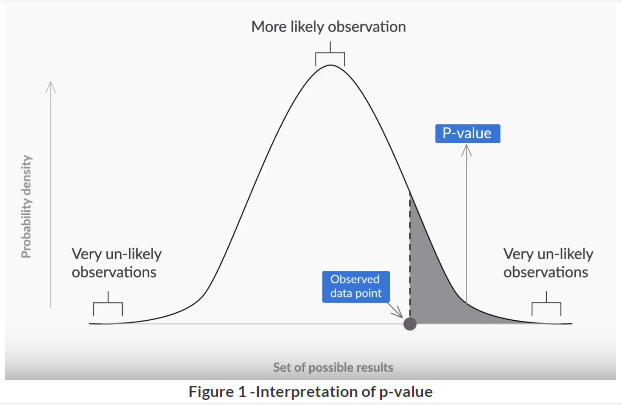 More likely observation
P-value
Probability density
Very un-likely
observations
Very un-likely
observations
Observed
data point
Set of possible results
Figure 1 -Interpretation of p-value